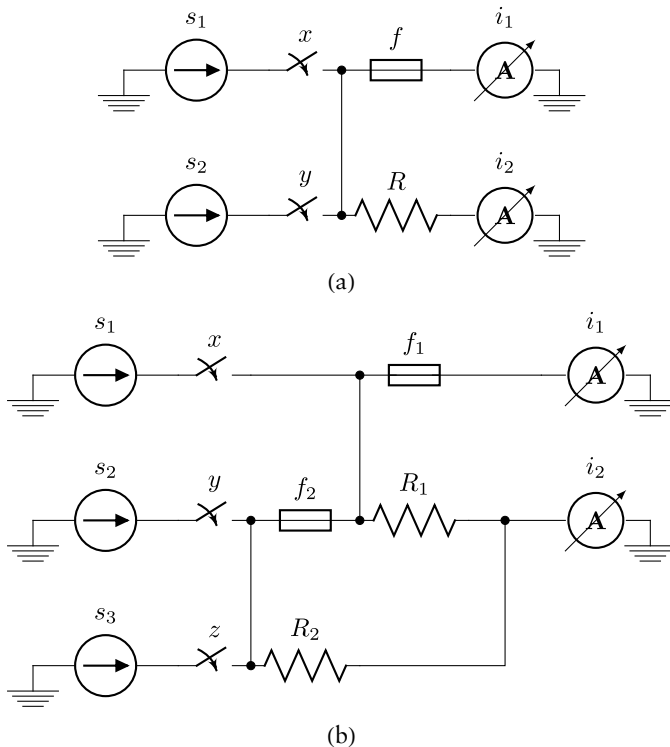 s₁ x f i₁
A
s₂ y R i₂
A
(a)
s₁ x f₁ i₁
A
s₂ y f₂ R₁ i₂
A
s₃ z R₂
(b)